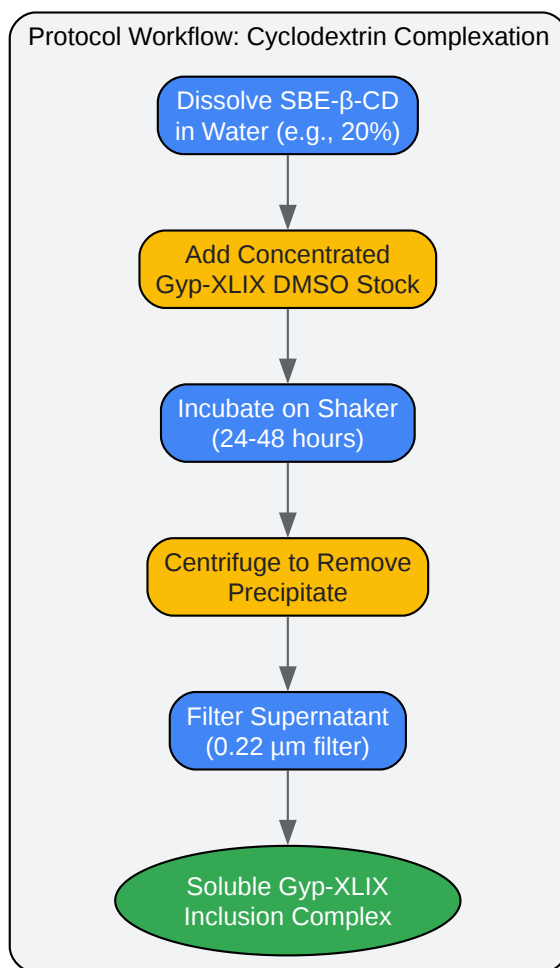 Protocol Workflow: Cyclodextrin Complexation
Dissolve SBE-β-CD
in Water (e.g., 20%)
Add Concentrated
Gyp-XLIX DMSO Stock
Incubate on Shaker
(24-48 hours)
Centrifuge to Remove
Precipitate
Filter Supernatant
(0.22 µm filter)
Soluble Gyp-XLIX
Inclusion Complex